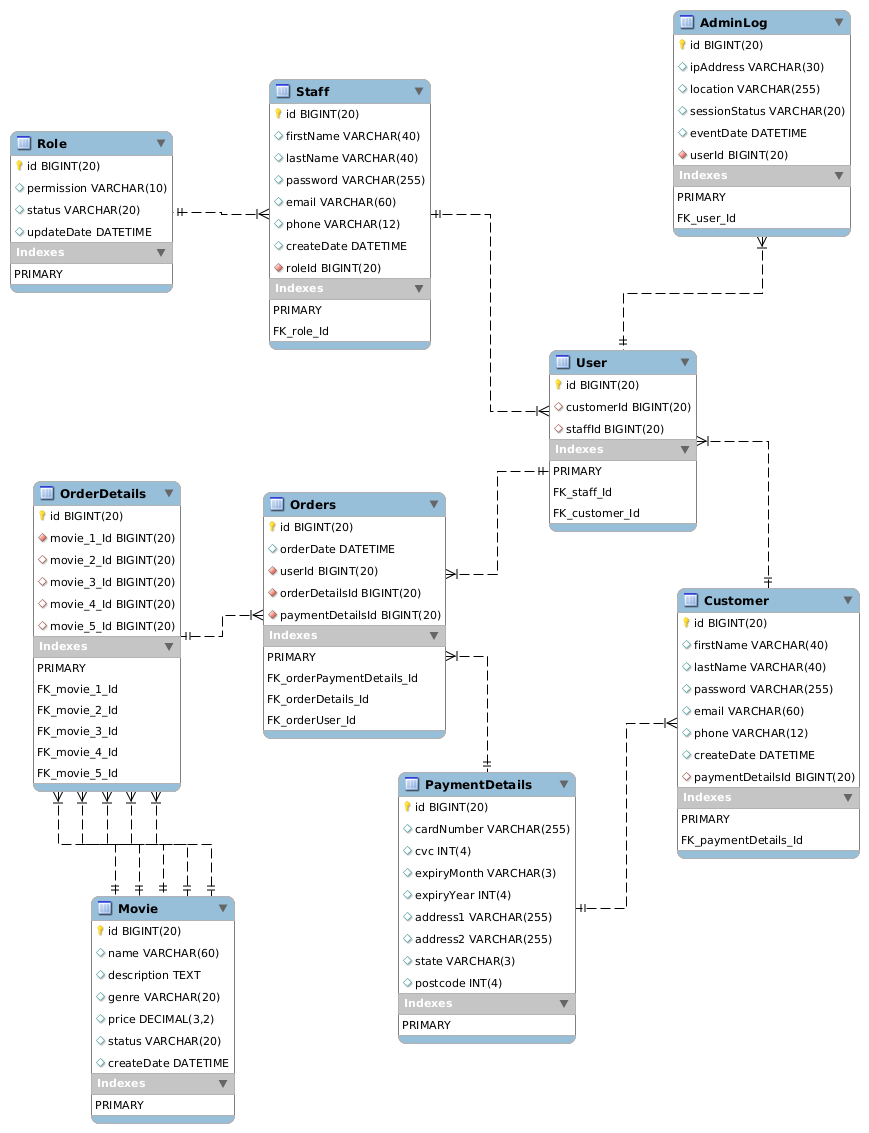 AdminLog
id BIGINT(20)
ipAddress VARCHAR(30)
location VARCHAR(255)
sessionStatus VARCHAR(20)
eventDate DATETIME
userId BIGINT(20)
Indexes
PRIMARY
FK_user_Id
Staff
id BIGINT(20)
firstName VARCHAR(40)
lastName VARCHAR(40)
password VARCHAR(255)
email VARCHAR(60)
phone VARCHAR(12)
createDate DATETIME
roleId BIGINT(20)
Indexes
PRIMARY
FK_role_Id
Role
id BIGINT(20)
permission VARCHAR(10)
status VARCHAR(20)
updateDate DATETIME
Indexes
PRIMARY
User
id BIGINT(20)
customerId BIGINT(20)
staffId BIGINT(20)
Indexes
PRIMARY
FK_staff_Id
FK_customer_Id
OrderDetails
id BIGINT(20)
movie_1_Id BIGINT(20)
movie_2_Id BIGINT(20)
movie_3_Id BIGINT(20)
movie_4_Id BIGINT(20)
movie_5_Id BIGINT(20)
Indexes
PRIMARY
FK_movie_1_Id
FK_movie_2_Id
FK_movie_3_Id
FK_movie_4_Id
FK_movie_5_Id
Orders
id BIGINT(20)
orderDate DATETIME
userId BIGINT(20)
orderDetailsId BIGINT(20)
paymentDetailsId BIGINT(20)
Indexes
PRIMARY
FK_orderPaymentDetails_Id
FK_orderDetails_Id
FK_orderUser_Id
Customer
id BIGINT(20)
firstName VARCHAR(40)
lastName VARCHAR(40)
password VARCHAR(255)
email VARCHAR(60)
phone VARCHAR(12)
createDate DATETIME
paymentDetailsId BIGINT(20)
Indexes
PRIMARY
FK_paymentDetails_Id
PaymentDetails
id BIGINT(20)
cardNumber VARCHAR(255)
cvc INT(4)
expiryMonth VARCHAR(3)
expiryYear INT(4)
address1 VARCHAR(255)
address2 VARCHAR(255)
state VARCHAR(3)
postcode INT(4)
Indexes
PRIMARY
Movie
id BIGINT(20)
name VARCHAR(60)
description TEXT
genre VARCHAR(20)
price DECIMAL(3,2)
status VARCHAR(20)
createDate DATETIME
Indexes
PRIMARY